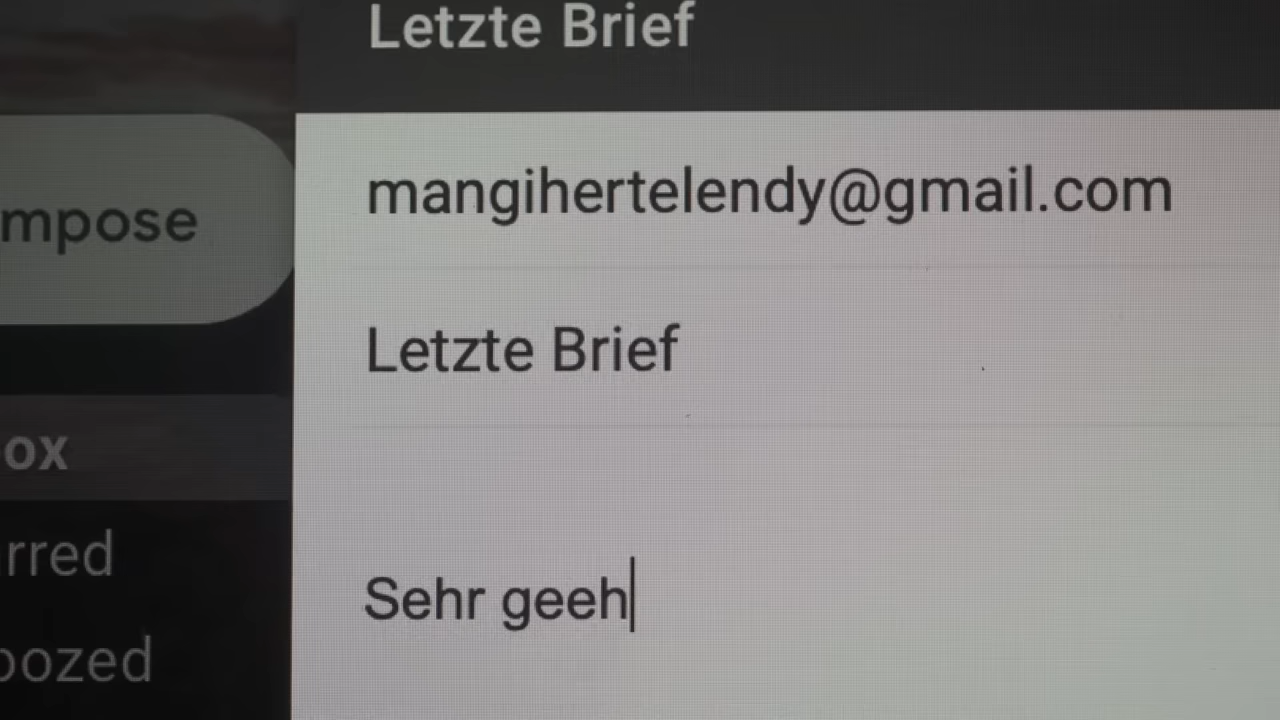 Letzte Brief
mpose
mangihertelendy@gmail.com
Letzte Brief
ox
rred
oozed
Sehr geeh